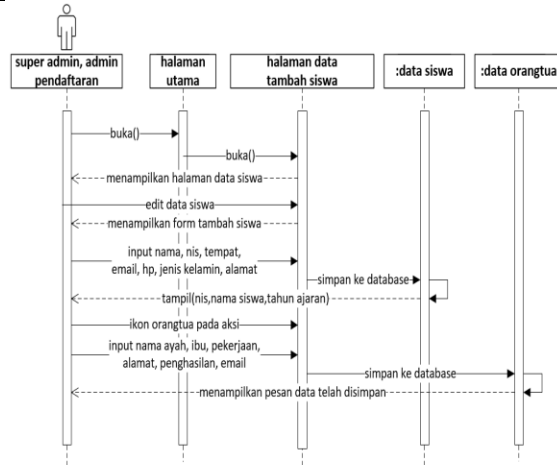 super admin, admin
pendaftaran
halaman
utama
halaman data
tambah siswa
:data siswa
:data orangtua
buka()
buka()
menampilkan halaman data siswa
edit data siswa
menampilkan form tambah siswa
input nama, nis, tempat,
email, hp, jenis kelamin, alamat
simpan ke database
tampil(nis,nama siswa,tahun ajaran)
ikon orangtua pada aksi
input nama ayah, ibu, pekerjaan,
alamat, penghasilan, email
simpan ke database
menampilkan pesan data telah disimpan